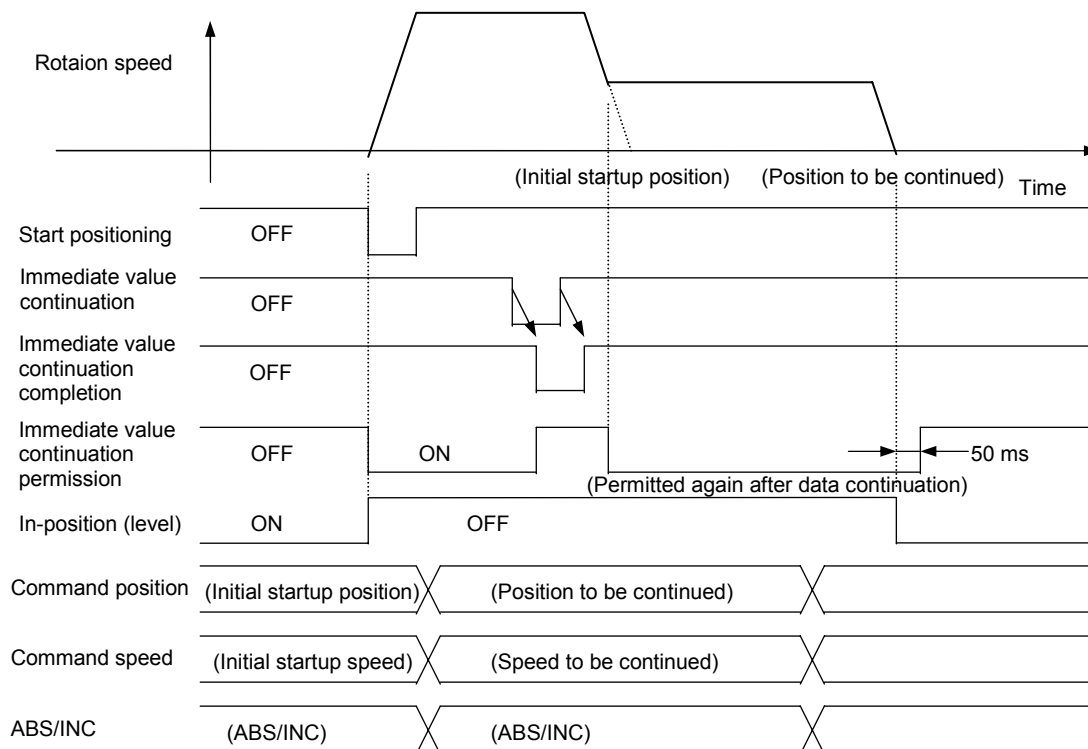 Rotaion speed
(Initial startup position) (Position to be continued) Time
Start positioning OFF
Immediate value
continuation OFF
Immediate value
continuation
completion OFF
Immediate value
continuation
permission OFF ON 50 ms
(Permitted again after data continuation)
In-position (level) ON OFF
Command position (Initial startup position) (Position to be continued)
Command speed (Initial startup speed) (Speed to be continued)
ABS/INC (ABS/INC) (ABS/INC)